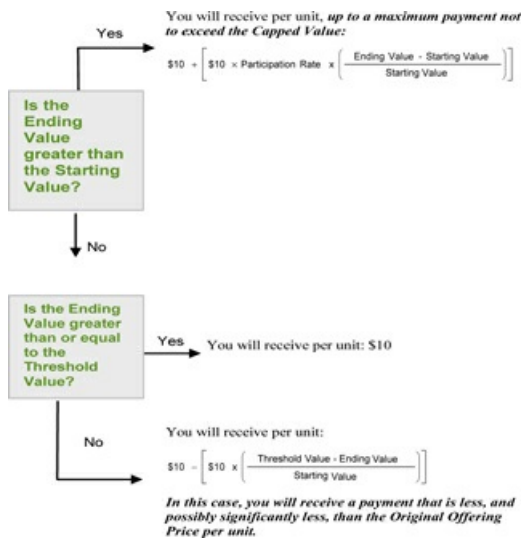 Yes
You will receive per unit, up to a maximum payment not
to exceed the Capped Value:
$10 + [ $10 × Participation Rate x ( Ending Value - Starting Value / Starting Value ) ]
Is the
Ending
Value
greater than
the Starting
Value?
No
Is the Ending
Value greater
than or equal
to the
Threshold
Value?
Yes
You will receive per unit: $10
No
You will receive per unit:
$10 - [ $10 x ( Threshold Value - Ending Value / Starting Value ) ]
In this case, you will receive a payment that is less, and
possibly significantly less, than the Original Offering
Price per unit.